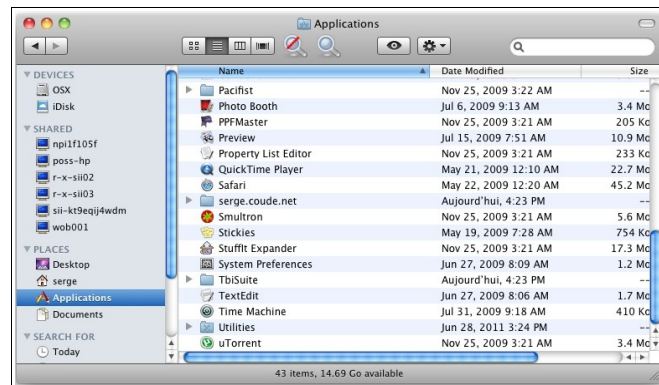 Applications
Name Date Modified Size
DEVICES
OSX
iDisk
SHARED
npi1f105f
poss-hp
r-x-sii02
r-x-sii03
sii-kt9eqij4wdm
wob001
PLACES
Desktop
serge
Applications
Documents
SEARCH FOR
Today
Pacifist Nov 25, 2009 3:22 AM --
Photo Booth Jul 6, 2009 9:13 AM 3.4 Mo
PPFMaster Nov 25, 2009 3:21 AM 205 Ko
Preview Jul 15, 2009 7:51 AM 10.9 Mo
Property List Editor Nov 25, 2009 3:21 AM 233 Ko
QuickTime Player May 21, 2009 12:10 AM 22.7 Mo
Safari May 22, 2009 12:20 AM 45.2 Mo
serge.coude.net Aujourd'hui, 4:23 PM --
Smultron Nov 25, 2009 3:21 AM 5.6 Mo
Stickies May 19, 2009 7:28 AM 754 Ko
StuffIt Expander Nov 25, 2009 3:21 AM 17.3 Mo
System Preferences Jun 27, 2009 8:09 AM 1.2 Mo
TbiSuite Aujourd'hui, 4:23 PM --
TextEdit Jun 27, 2009 8:06 AM 1.7 Mo
Time Machine Jul 31, 2009 9:18 AM 410 Ko
Utilities Jun 28, 2011 3:24 PM --
uTorrent Nov 25, 2009 3:21 AM 3.4 Mo
43 items, 14.69 Go available